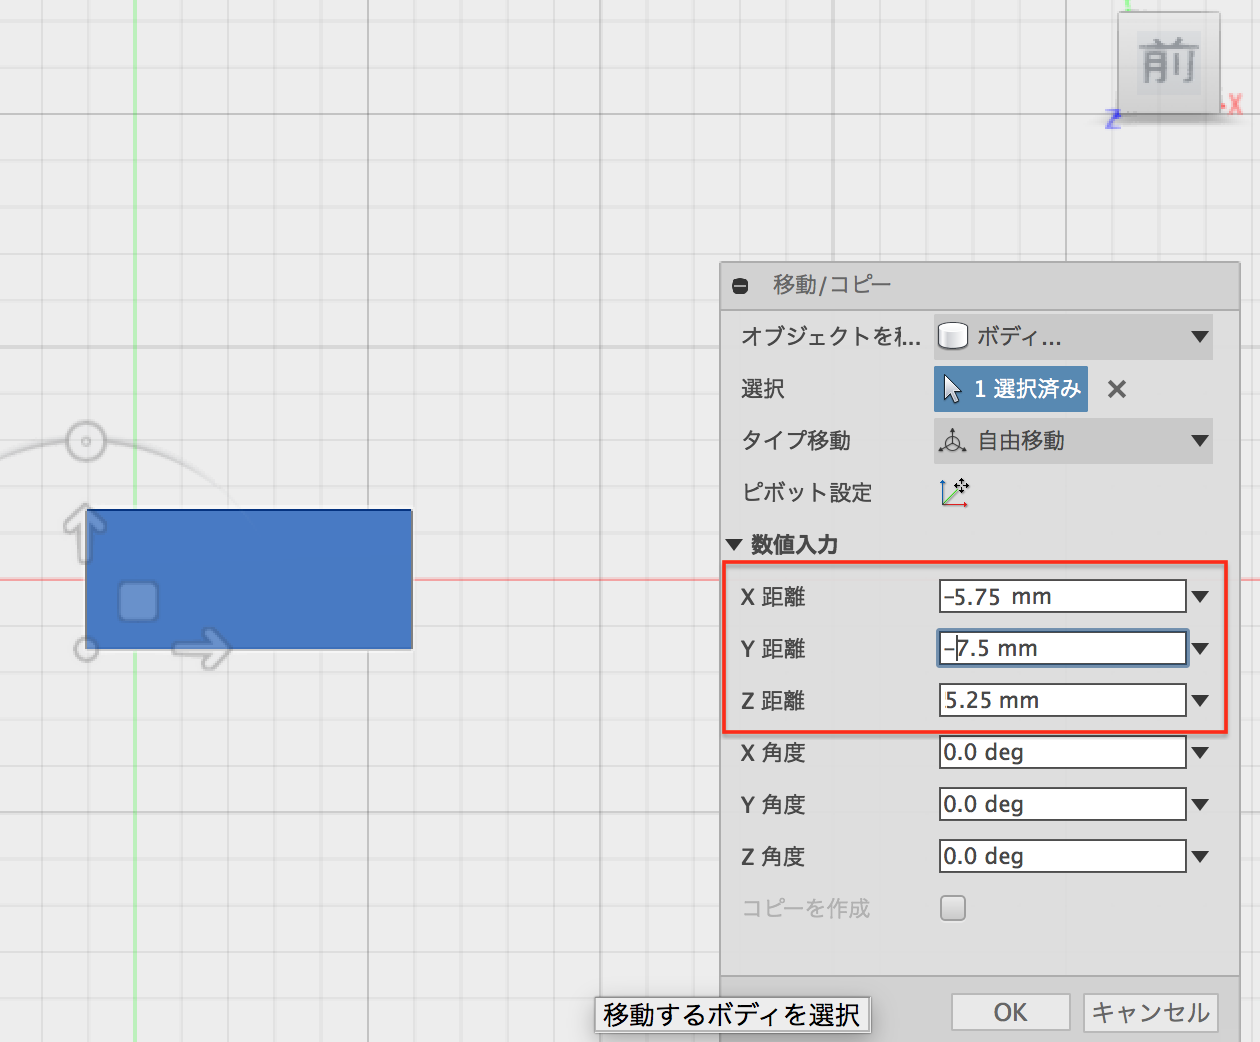 前
X
Z
移動/コピー
オブジェクトを移... ボディ...
選択 1 選択済み
タイプ移動 自由移動
ピボット設定
数値入力
X 距離 -5.75 mm
Y 距離 -7.5 mm
Z 距離 5.25 mm
X 角度 0.0 deg
Y 角度 0.0 deg
Z 角度 0.0 deg
コピーを作成
移動するボディを選択
OK キャンセル